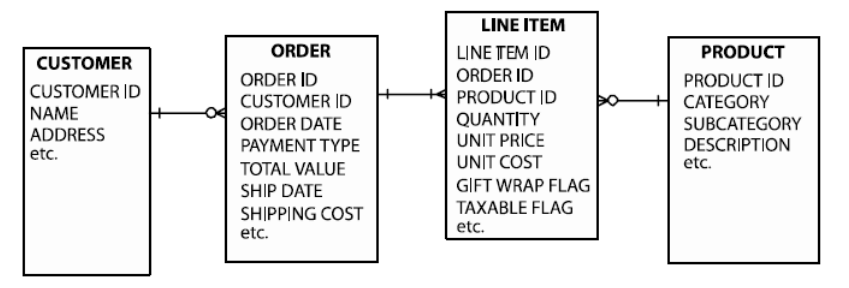 CUSTOMER
CUSTOMER ID
NAME
ADDRESS
etc.
ORDER
ORDER ID
CUSTOMER ID
ORDER DATE
PAYMENT TYPE
TOTAL VALUE
SHIP DATE
SHIPPING COST
etc.
LINE ITEM
LINE ITEM ID
ORDER ID
PRODUCT ID
QUANTITY
UNIT PRICE
UNIT COST
GIFT WRAP FLAG
TAXABLE FLAG
etc.
PRODUCT
PRODUCT ID
CATEGORY
SUBCATEGORY
DESCRIPTION
etc.